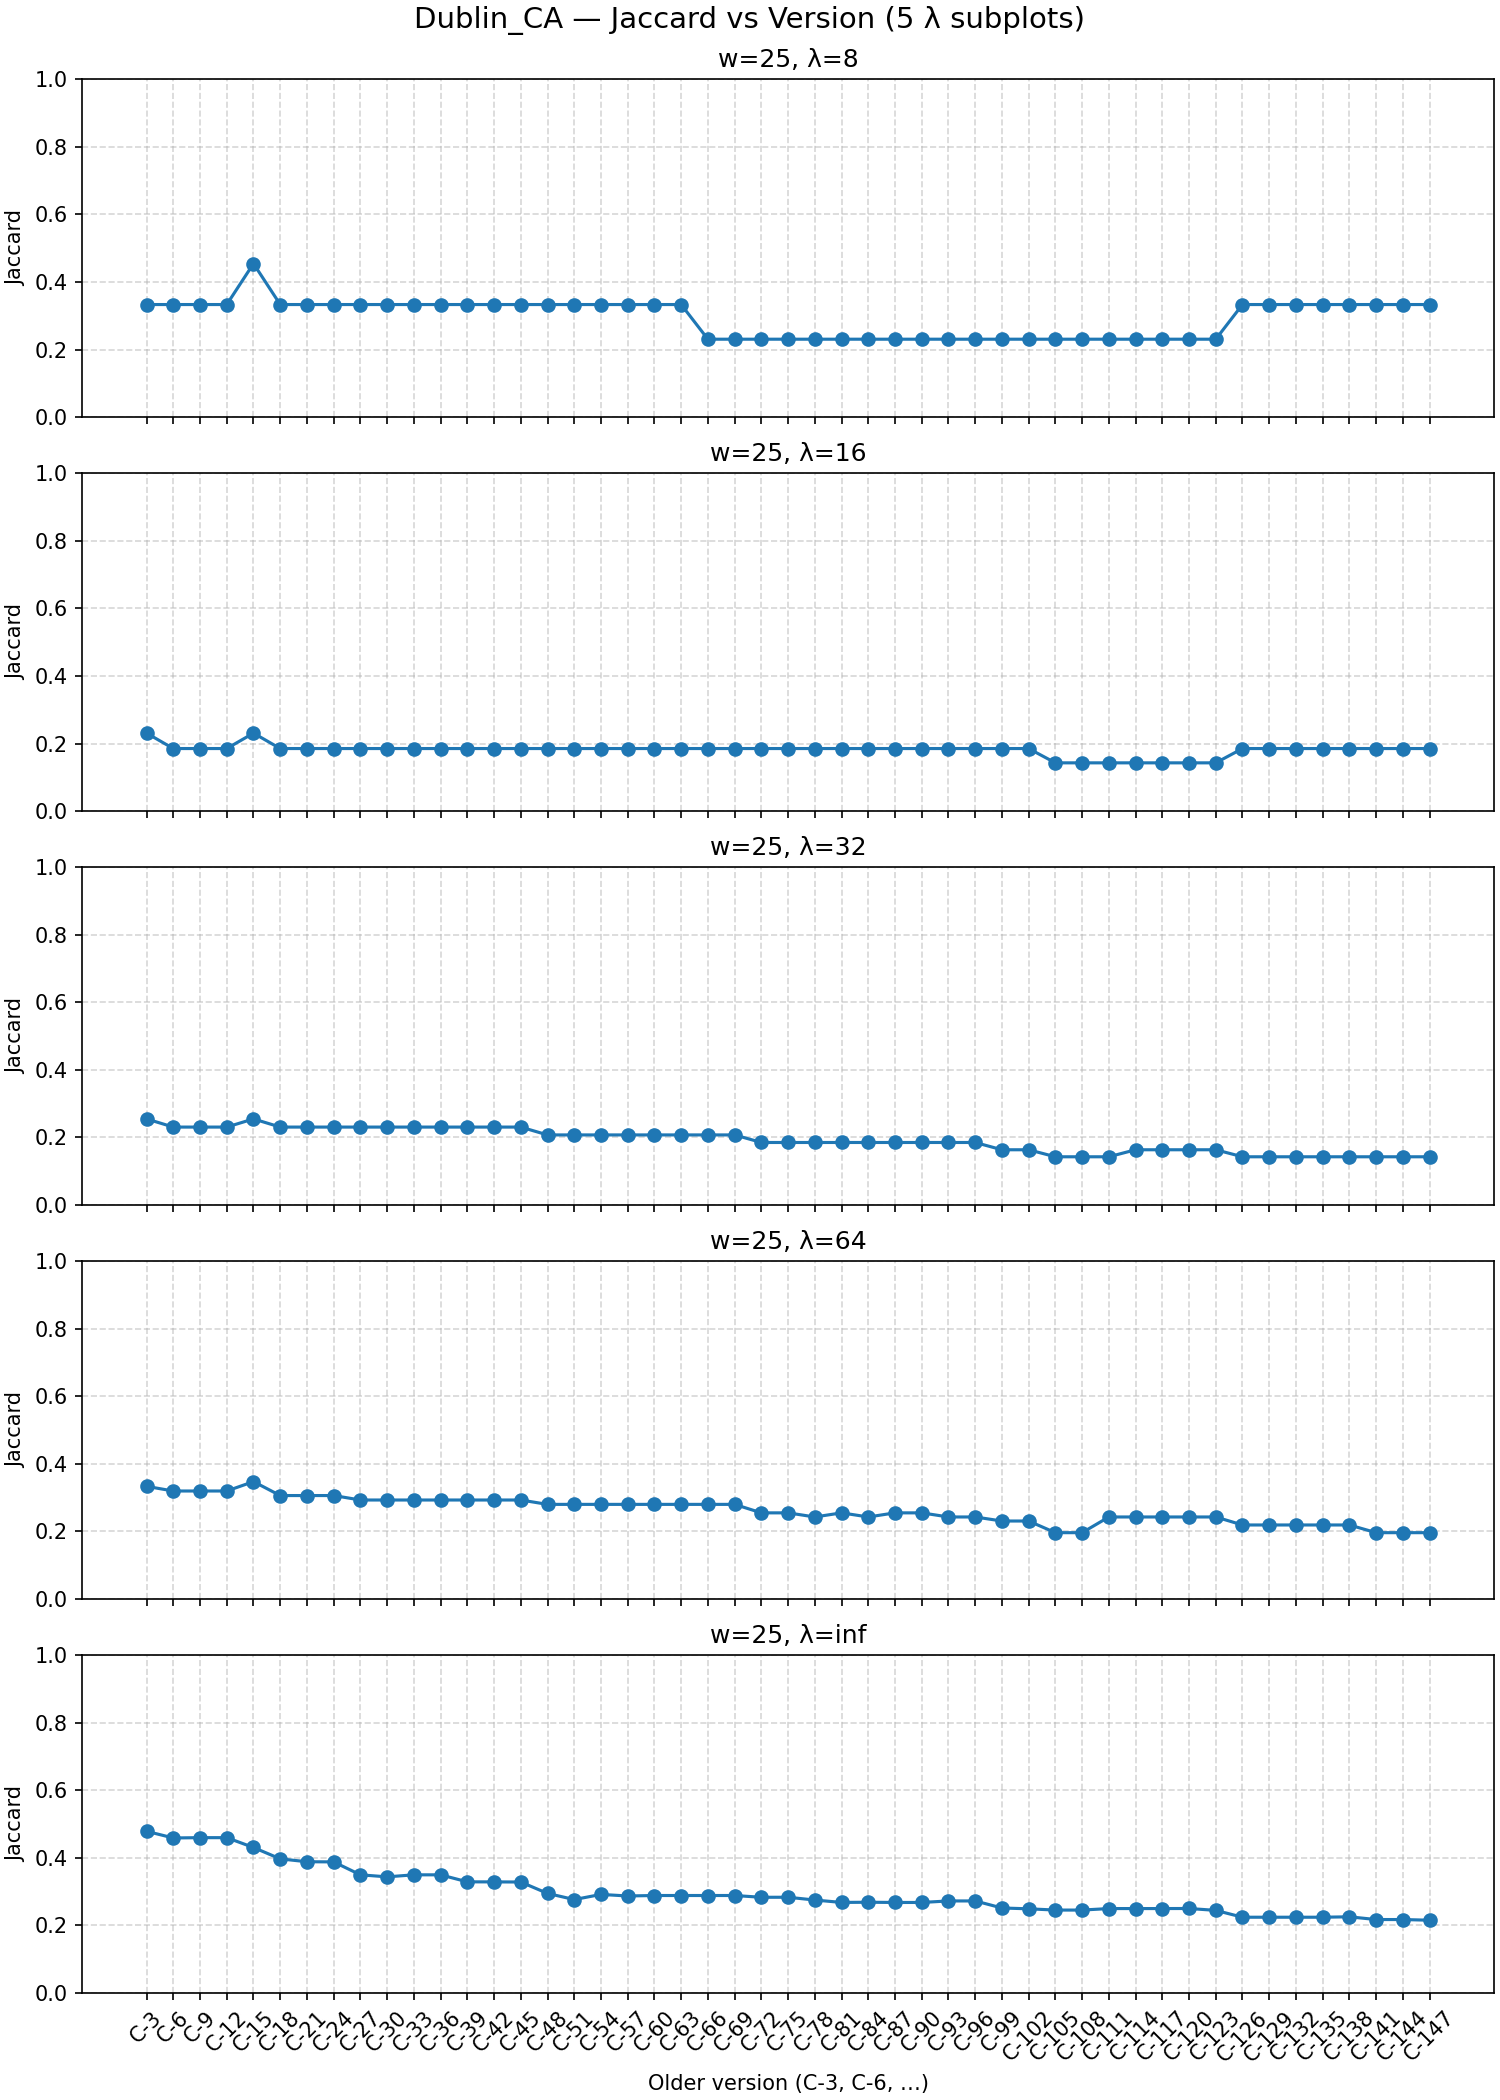 Dublin_CA — Jaccard vs Version (5 λ subplots)
w=25, λ=8
1.0
0.8
0.6
0.4
0.2
0.0
Jaccard
w=25, λ=16
1.0
0.8
0.6
0.4
0.2
0.0
Jaccard
w=25, λ=32
1.0
0.8
0.6
0.4
0.2
0.0
Jaccard
w=25, λ=64
1.0
0.8
0.6
0.4
0.2
0.0
Jaccard
w=25, λ=inf
1.0
0.8
0.6
0.4
0.2
0.0
Jaccard
C-3 C-6 C-9 C-12 C-15 C-18 C-21 C-24 C-27 C-30 C-33 C-36 C-39 C-42 C-45 C-48 C-51 C-54 C-57 C-60 C-63 C-66 C-69 C-72 C-75 C-78 C-81 C-84 C-87 C-90 C-93 C-96 C-99 C-102 C-105 C-108 C-111 C-114 C-117 C-120 C-123 C-126 C-129 C-132 C-135 C-138 C-141 C-144 C-147
Older version (C-3, C-6, ...)